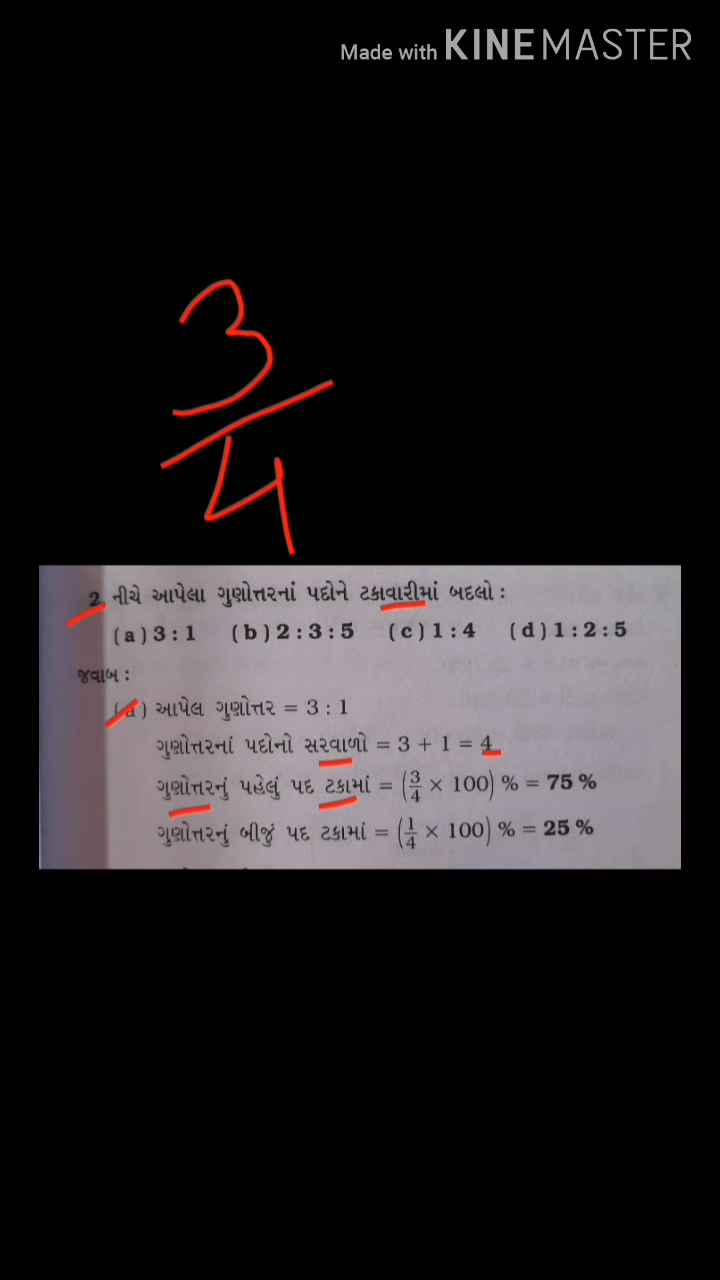 Made with KINEMASTER
3
4
2. નીચે આપેલા ગુણોત્તરનાં પદોને ટકાવારીમાં બદલો :
(a) 3 : 1 (b) 2 : 3 : 5 (c) 1 : 4 (d) 1 : 2 : 5
જવાબ :
(a) આપેલ ગુણોત્તર = 3 : 1
ગુણોત્તરનાં પદોનો સરવાળો = 3 + 1 = 4
ગુણોત્તરનું પહેલું પદ ટકામાં = (3/4 × 100) % = 75 %
ગુણોત્તરનું બીજું પદ ટકામાં = (1/4 × 100) % = 25 %